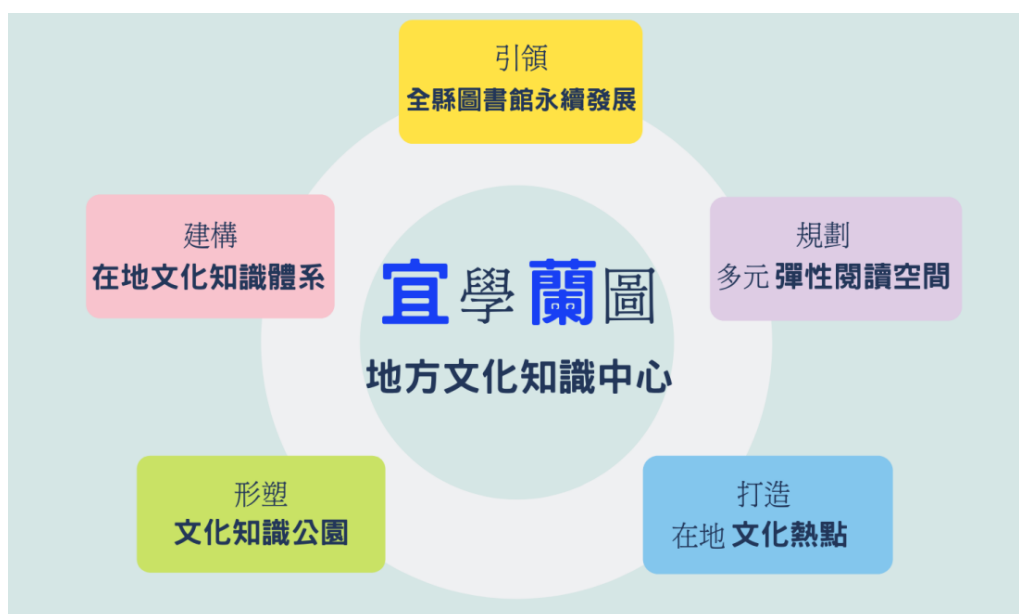 引領
全縣圖書館永續發展
建構
在地文化知識體系
規劃
多元 彈性閱讀空間
宜學蘭圖
地方文化知識中心
形塑
文化知識公園
打造
在地 文化熱點